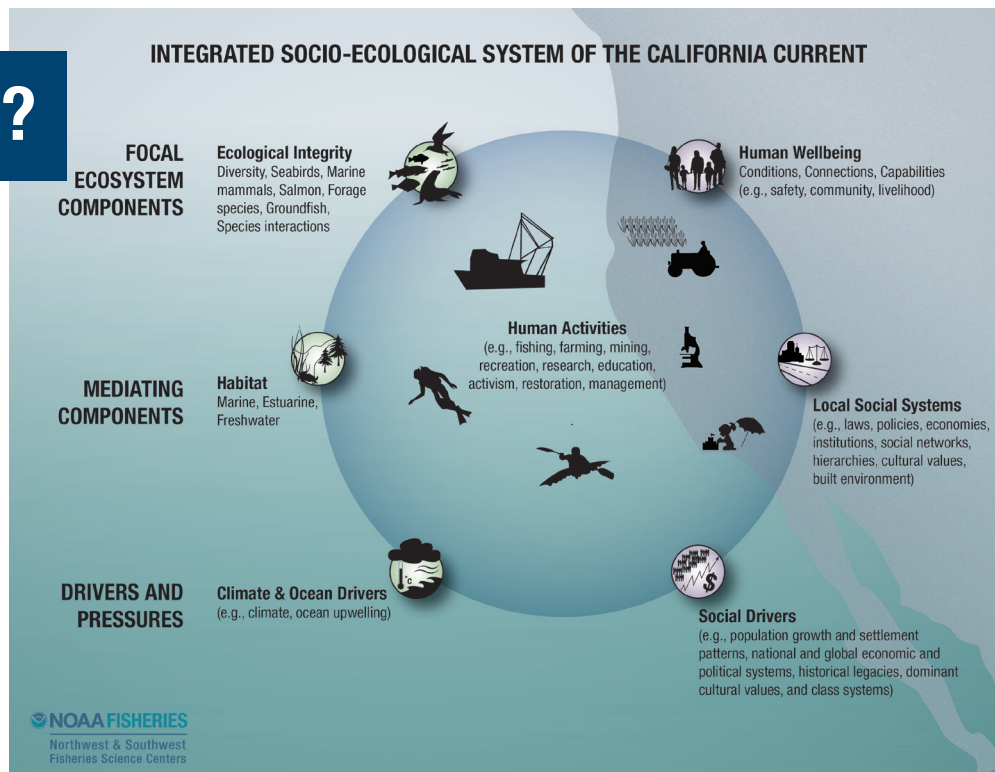 INTEGRATED SOCIO-ECOLOGICAL SYSTEM OF THE CALIFORNIA CURRENT
?
FOCAL
ECOSYSTEM
COMPONENTS
Ecological Integrity
Diversity, Seabirds, Marine
mammals, Salmon, Forage
species, Groundfish,
Species interactions
Human Wellbeing
Conditions, Connections, Capabilities
(e.g., safety, community, livelihood)
Human Activities
(e.g., fishing, farming, mining,
recreation, research, education,
activism, restoration, management)
MEDIATING
COMPONENTS
Habitat
Marine, Estuarine,
Freshwater
Local Social Systems
(e.g., laws, policies, economies,
institutions, social networks,
hierarchies, cultural values,
built environment)
DRIVERS AND
PRESSURES
Climate & Ocean Drivers
(e.g., climate, ocean upwelling)
°C
$
Social Drivers
(e.g., population growth and settlement
patterns, national and global economic and
political systems, historical legacies, dominant
cultural values, and class systems)
NOAA FISHERIES
Northwest & Southwest
Fisheries Science Centers